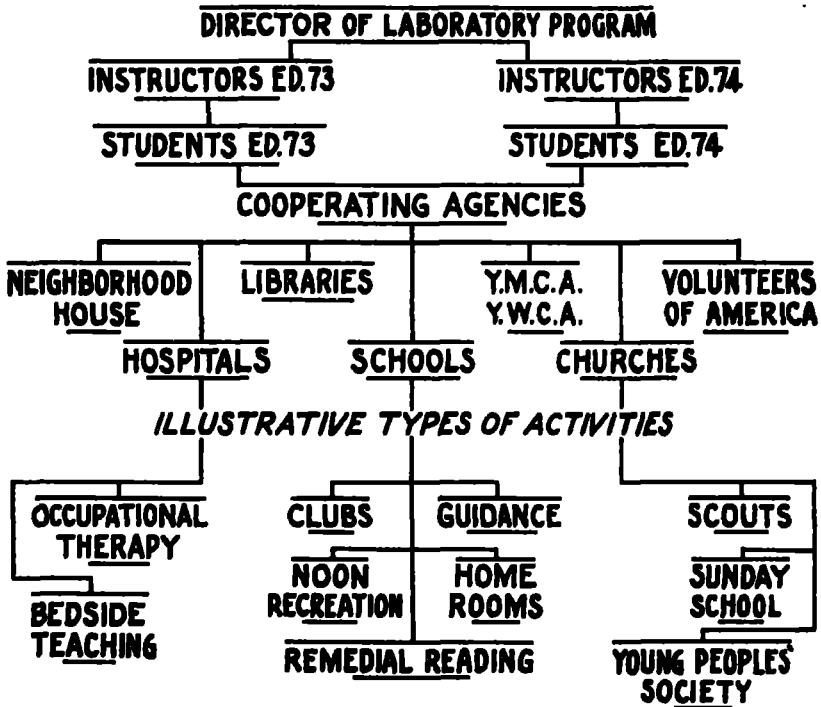 DIRECTOR OF LABORATORY PROGRAM
INSTRUCTORS ED.73
INSTRUCTORS ED.74
STUDENTS ED.73
STUDENTS ED.74
COOPERATING AGENCIES
NEIGHBORHOOD
HOUSE
LIBRARIES
Y.M.C.A.
Y.W.C.A.
VOLUNTEERS
OF AMERICA
HOSPITALS
SCHOOLS
CHURCHES
ILLUSTRATIVE TYPES OF ACTIVITIES
OCCUPATIONAL
THERAPY
CLUBS
GUIDANCE
SCOUTS
BEDSIDE
TEACHING
NOON
RECREATION
HOME
ROOMS
SUNDAY
SCHOOL
REMEDIAL READING
YOUNG PEOPLES'
SOCIETY